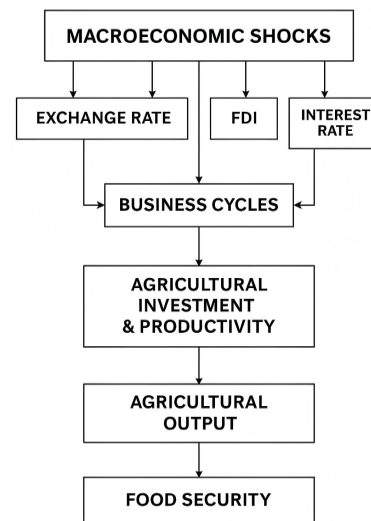 MACROECONOMIC SHOCKS
EXCHANGE RATE
FDI
INTEREST
RATE
BUSINESS CYCLES
AGRICULTURAL
INVESTMENT
& PRODUCTIVITY
AGRICULTURAL
OUTPUT
FOOD SECURITY